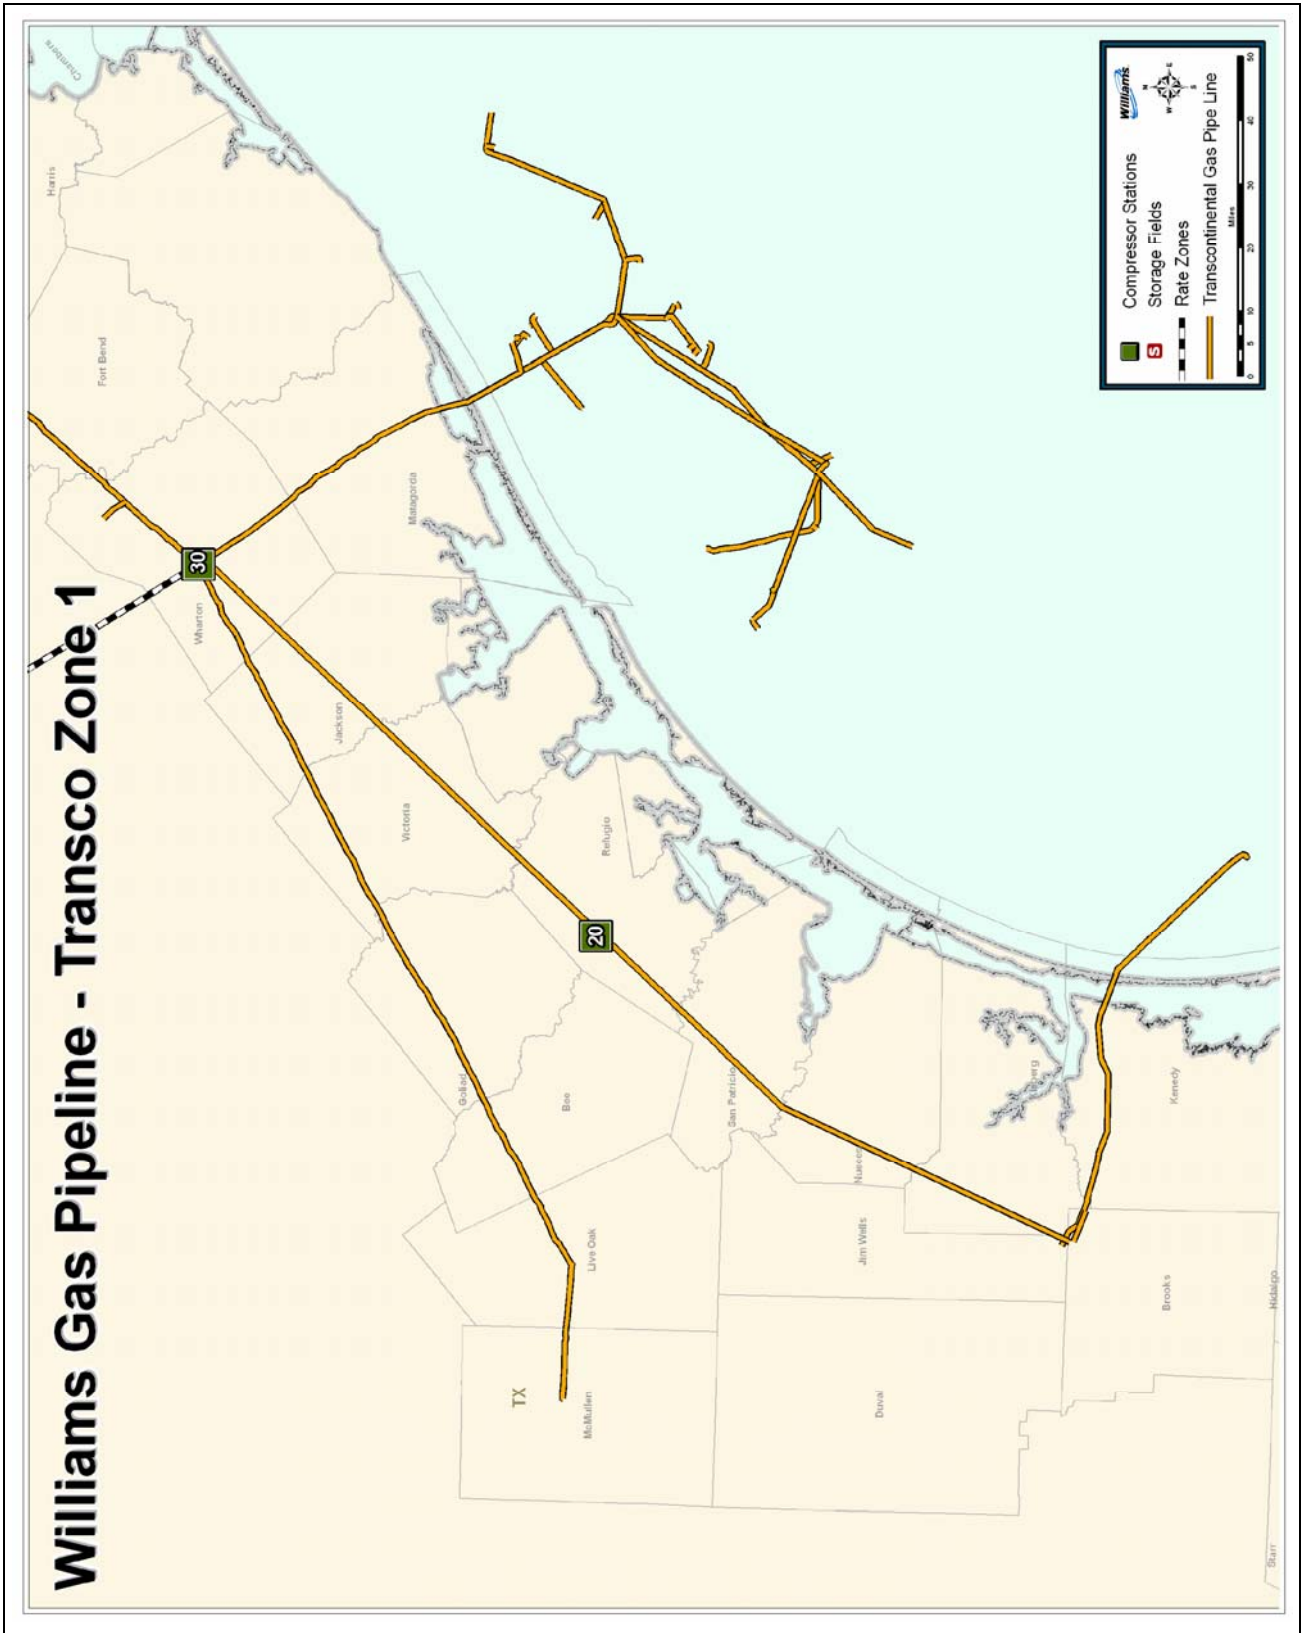 Williams Gas Pipeline - Transco Zone 1
Chambers
Harris
Fort Bend
30
Wharton
Matagorda
Jackson
Victoria
Refugio
20
Goliad
Bee
San Patricio
Live Oak
Nueces
TX
McMullen
Jim Wells
Duval
Kenedy
Brooks
Hidalgo
Starr
Compressor Stations
S Storage Fields
Rate Zones
Transcontinental Gas Pipe Line
Williams
N
W E
S
Miles
0 5 10 20 30 40 50